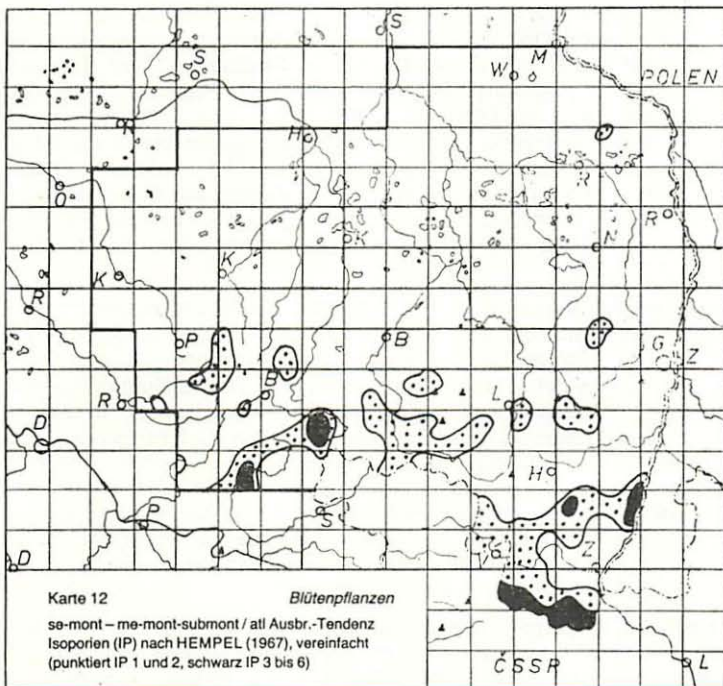 S
M
W
S
POLEN
R
H
R
O
R
K
N
K
K
R
P
B
G
Z
B
R
L
D
H
P
S
G
D
Z
Karte 12
Blütenpflanzen
se-mont – me-mont-submont / atl Ausbr.-Tendenz
Isoporien (IP) nach HEMPEL (1967), vereinfacht
(punktiert IP 1 und 2, schwarz IP 3 bis 6)
ČSSR
L